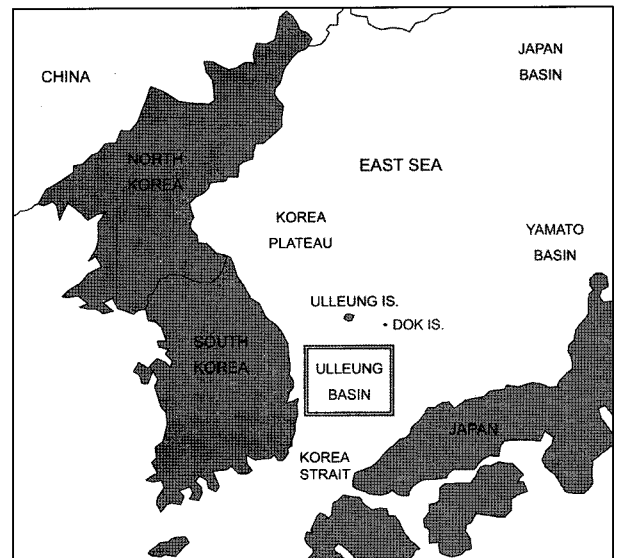 JAPAN
BASIN
CHINA
NORTH
KOREA
EAST SEA
KOREA
PLATEAU
YAMATO
BASIN
ULLEUNG IS.
DOK IS.
SOUTH
KOREA
ULLEUNG
BASIN
JAPAN
KOREA
STRAIT